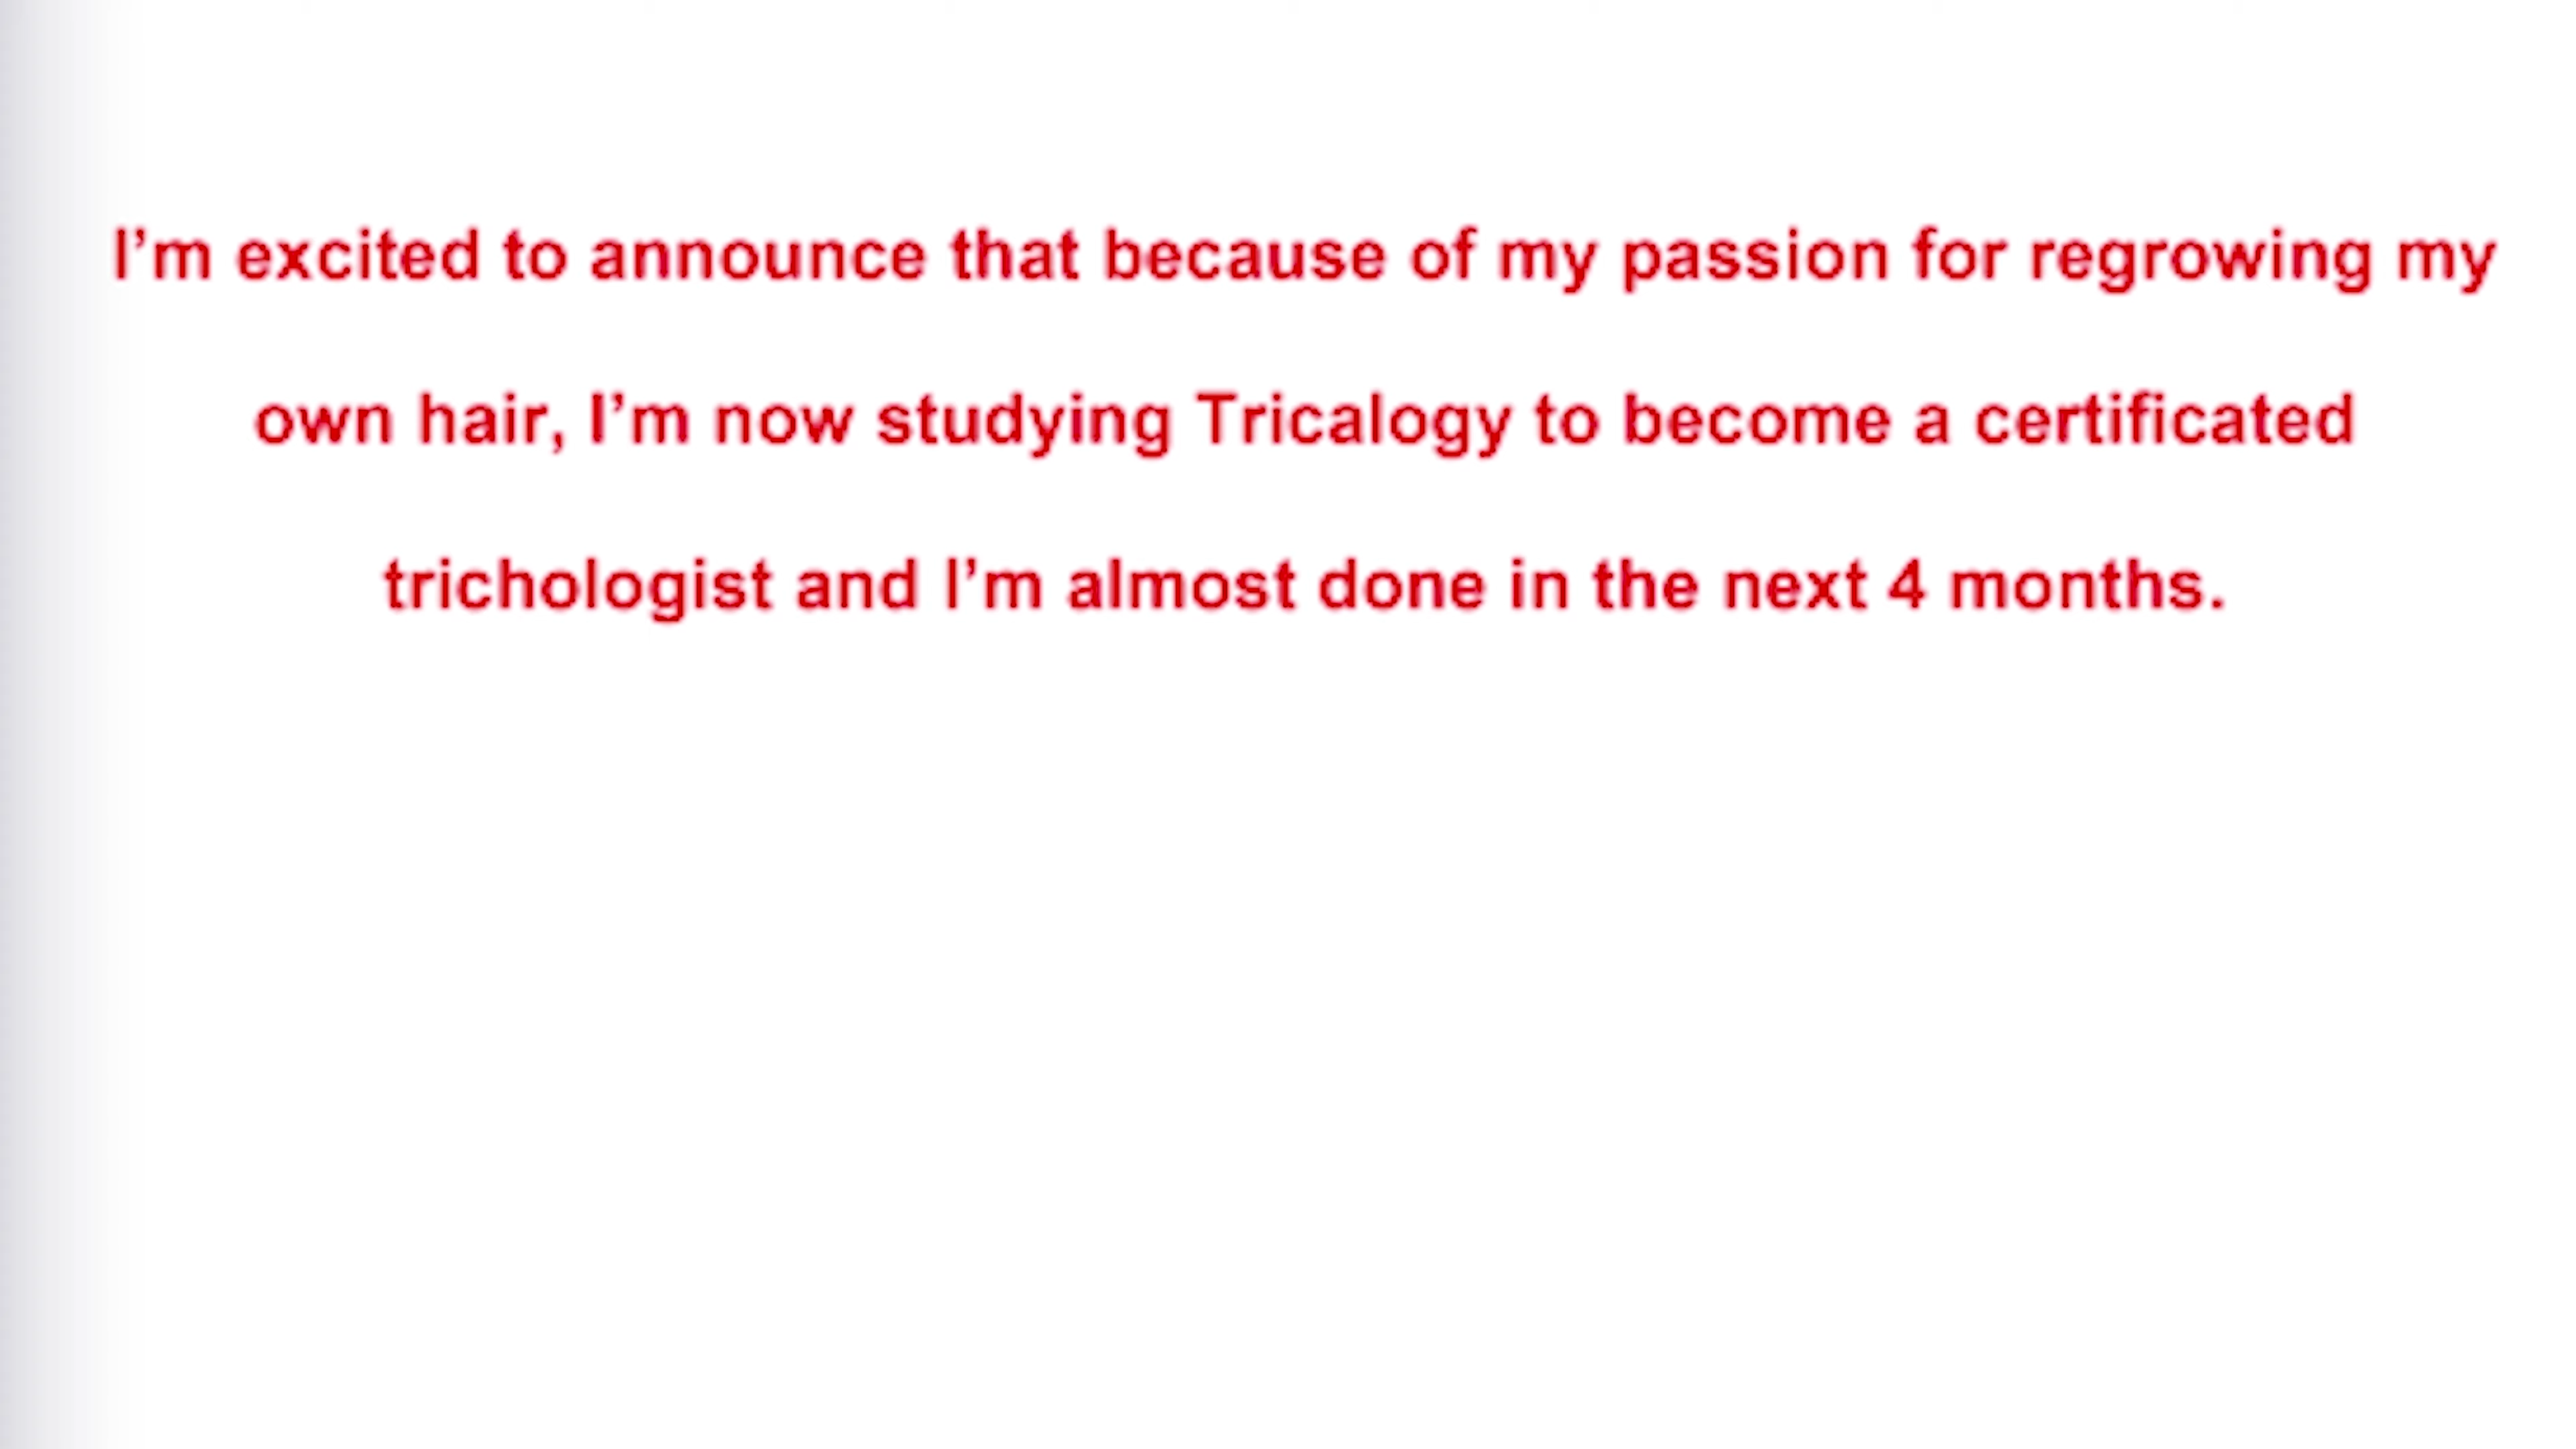 I’m excited to announce that because of my passion for regrowing my
own hair, I’m now studying Tricalogy to become a certificated
trichologist and I’m almost done in the next 4 months.